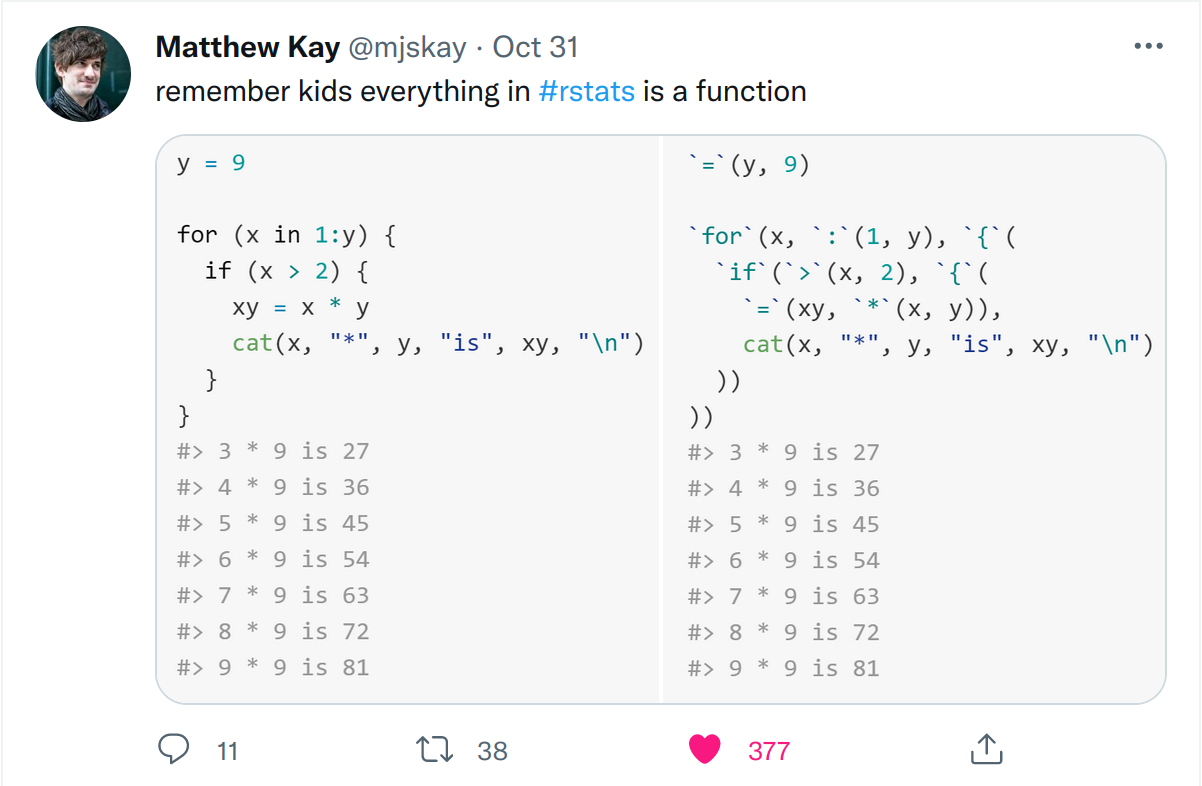 Matthew Kay @mjskay · Oct 31
remember kids everything in #rstats is a function
y = 9
for (x in 1:y) {
  if (x > 2) {
    xy = x * y
    cat(x, "*", y, "is", xy, "\n")
  }
}
#> 3 * 9 is 27
#> 4 * 9 is 36
#> 5 * 9 is 45
#> 6 * 9 is 54
#> 7 * 9 is 63
#> 8 * 9 is 72
#> 9 * 9 is 81
`=`(y, 9)
`for`(x, `:`(1, y), `{`(
  `if`(`>`(x, 2), `{`(
    `=`(xy, `*`(x, y)),
    cat(x, "*", y, "is", xy, "\n")
  ))
))
#> 3 * 9 is 27
#> 4 * 9 is 36
#> 5 * 9 is 45
#> 6 * 9 is 54
#> 7 * 9 is 63
#> 8 * 9 is 72
#> 9 * 9 is 81
11 38 377